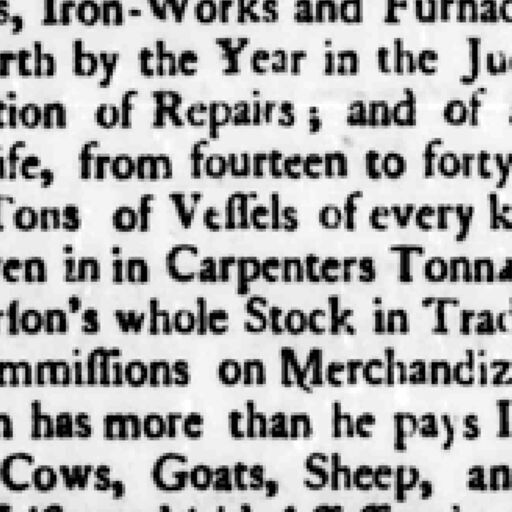 , Iron-Works and Furnac
rth by the Year in the Ju
tion of Repairs; and of
ife, from fourteen to forty
Tons of Veſſels of every k
en in in Carpenters Tonna
rſon's whole Stock in Trad
mmiſſions on Merchandiz
n has more than he pays I
Cows, Goats, Sheep, an